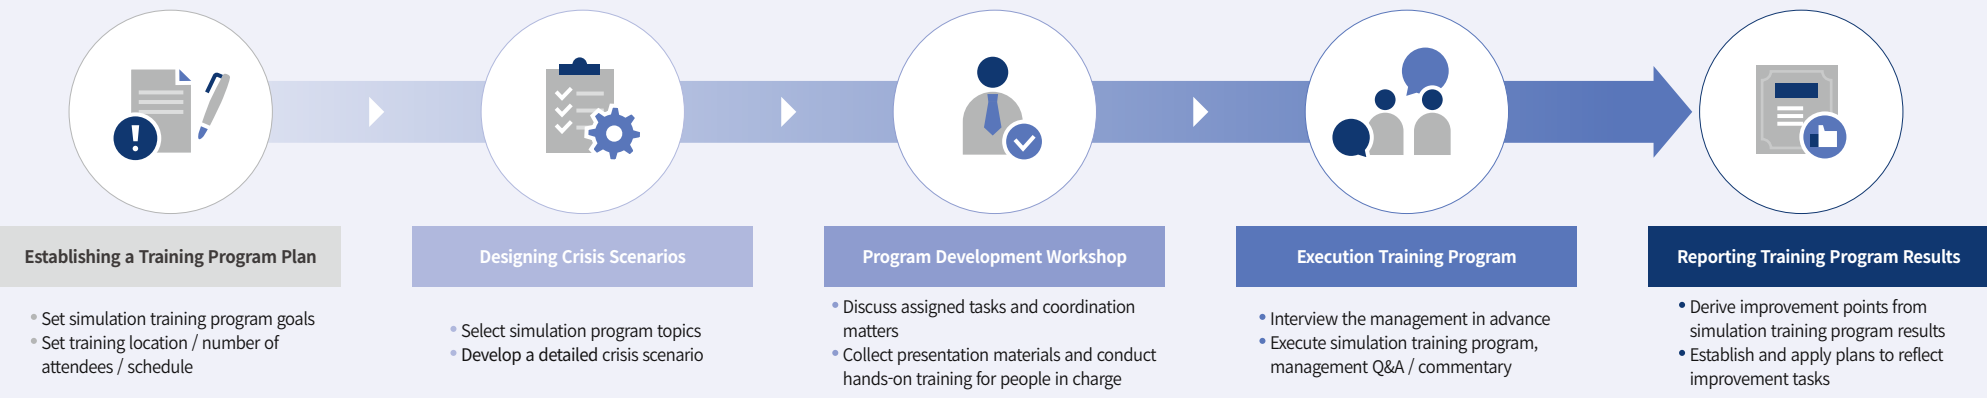 Establishing a Training Program Plan
• Set simulation training program goals
• Set training location / number of
attendees / schedule
Designing Crisis Scenarios
• Select simulation program topics
• Develop a detailed crisis scenario
Program Development Workshop
• Discuss assigned tasks and coordination
matters
• Collect presentation materials and conduct
hands-on training for people in charge
Execution Training Program
• Interview the management in advance
• Execute simulation training program,
management Q&A / commentary
Reporting Training Program Results
• Derive improvement points from
simulation training program results
• Establish and apply plans to reflect
improvement tasks